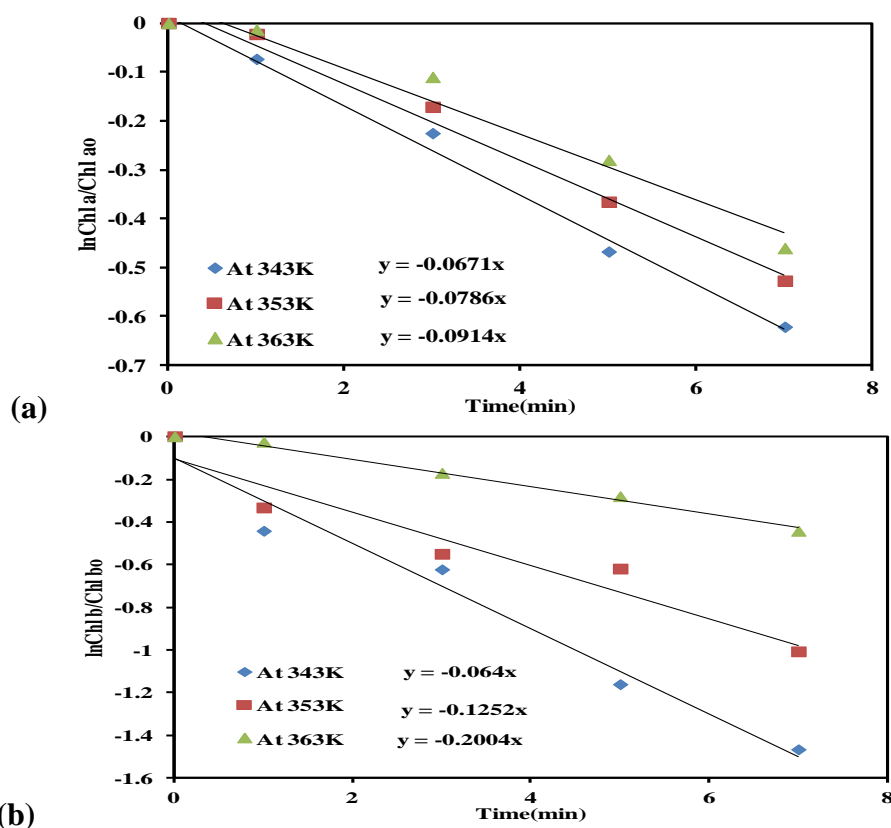 0
-0.1
-0.2
-0.3
-0.4
-0.5
-0.6
-0.7
lnChl a/Chl ao
At 343K y = -0.0671x
At 353K y = -0.0786x
At 363K y = -0.0914x
0 2 4 6 8
Time(min)
(a)
0
-0.2
-0.4
-0.6
-0.8
-1
-1.2
-1.4
-1.6
lnChl b/Chl bo
At 343K y = -0.064x
At 353K y = -0.1252x
At 363K y = -0.2004x
0 2 4 6 8
Time(min)
(b)